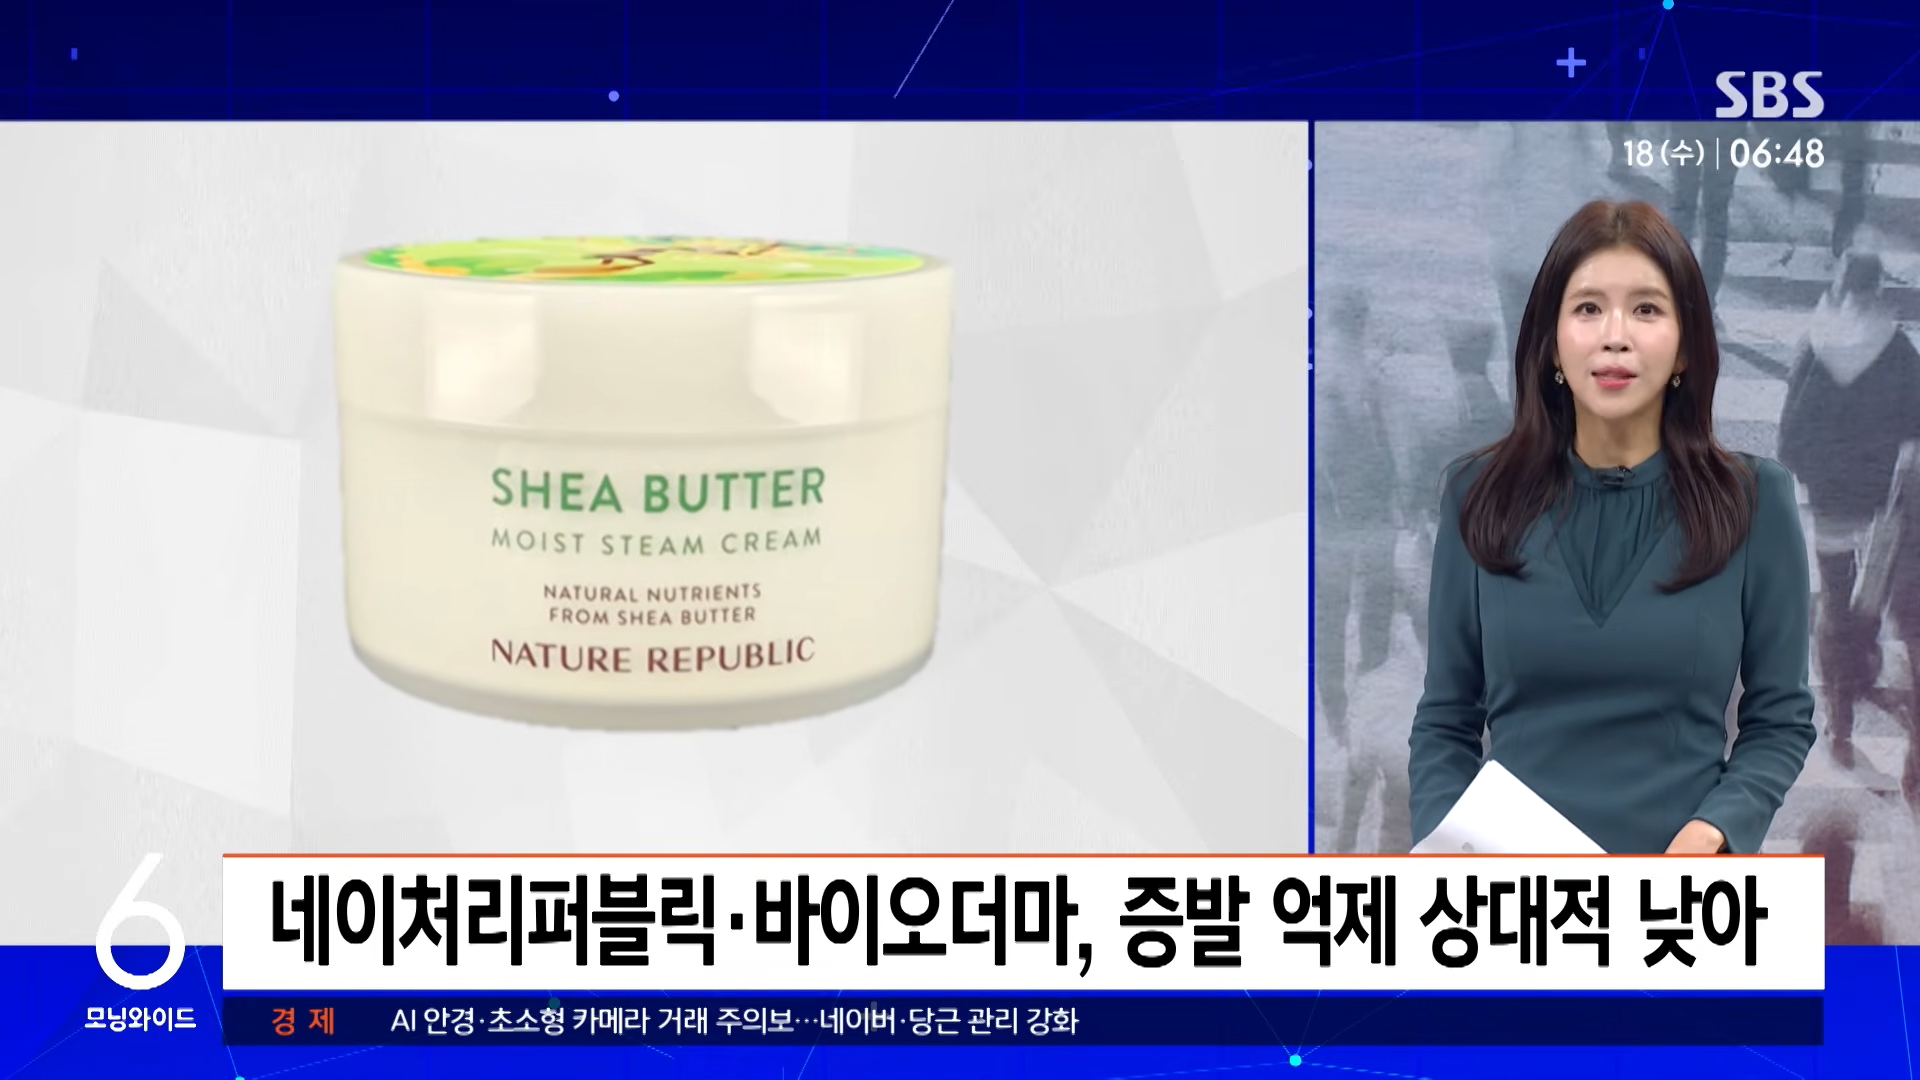 SBS
18(수) | 06:48
SHEA BUTTER
MOIST STEAM CREAM
NATURAL NUTRIENTS
FROM SHEA BUTTER
NATURE REPUBLIC
네이처리퍼블릭·바이오더마, 증발 억제 상대적 낮아
6
모닝와이드
경제 AI 안경·초소형 카메라 거래 주의보…네이버·당근 관리 강화